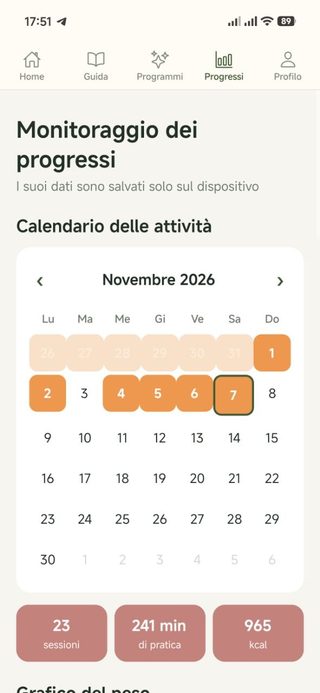 17:51
89
Home Guida Programmi Progressi Profilo
Monitoraggio dei
progressi
I suoi dati sono salvati solo sul dispositivo
Calendario delle attività
‹ Novembre 2026 ›
Lu Ma Me Gi Ve Sa Do
26 27 28 29 30 31 1
2 3 4 5 6 7 8
9 10 11 12 13 14 15
16 17 18 19 20 21 22
23 24 25 26 27 28 29
30 1 2 3 4 5 6
23 241 min 965
sessioni di pratica kcal
Grafico del peso